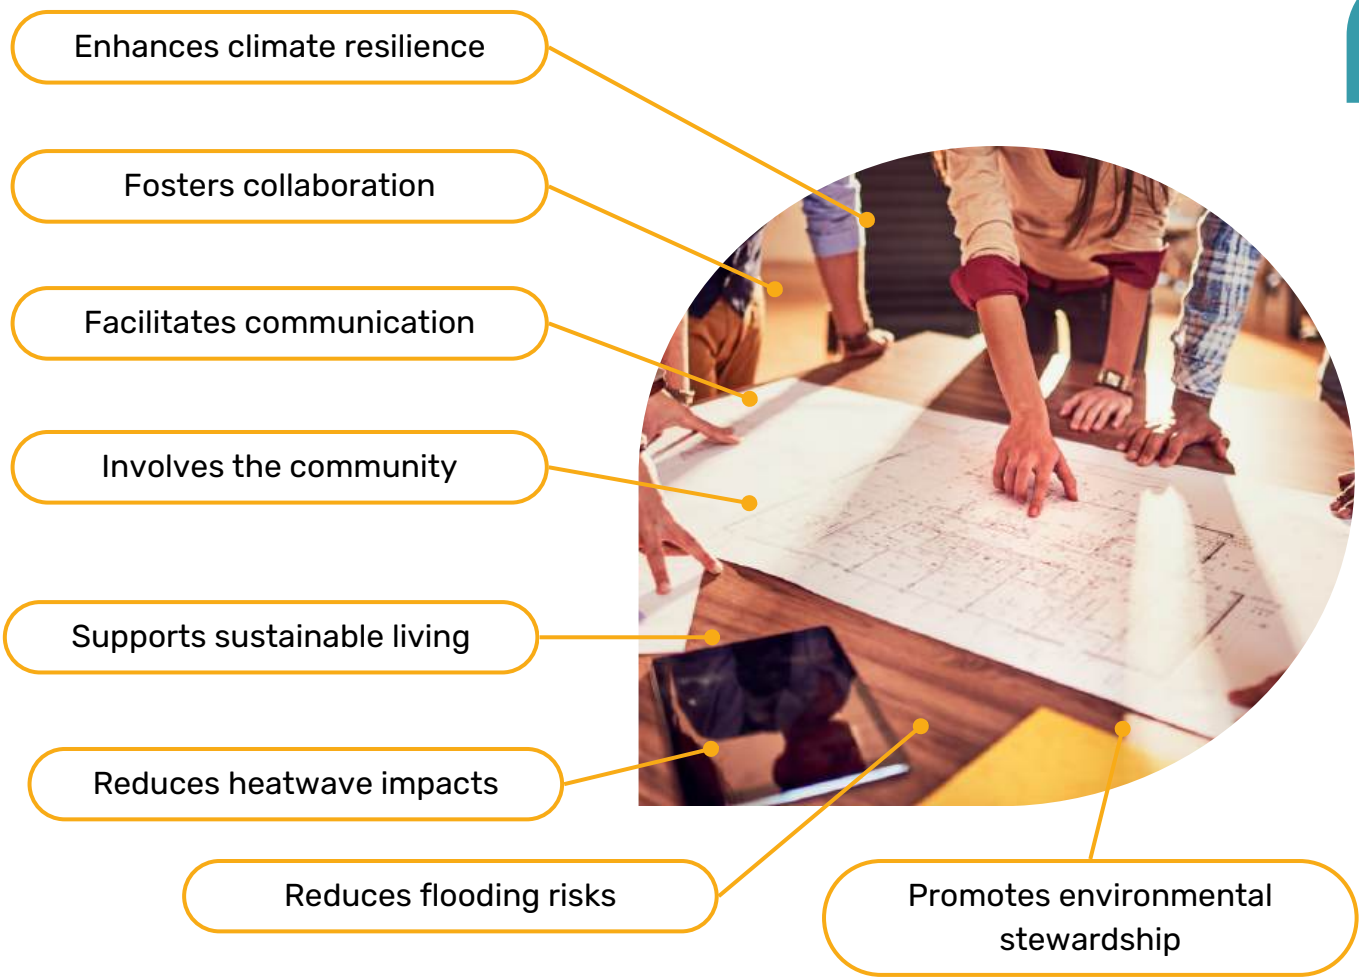 Enhances climate resilience
Fosters collaboration
Facilitates communication
Involves the community
Supports sustainable living
Reduces heatwave impacts
Reduces flooding risks
Promotes environmental
stewardship